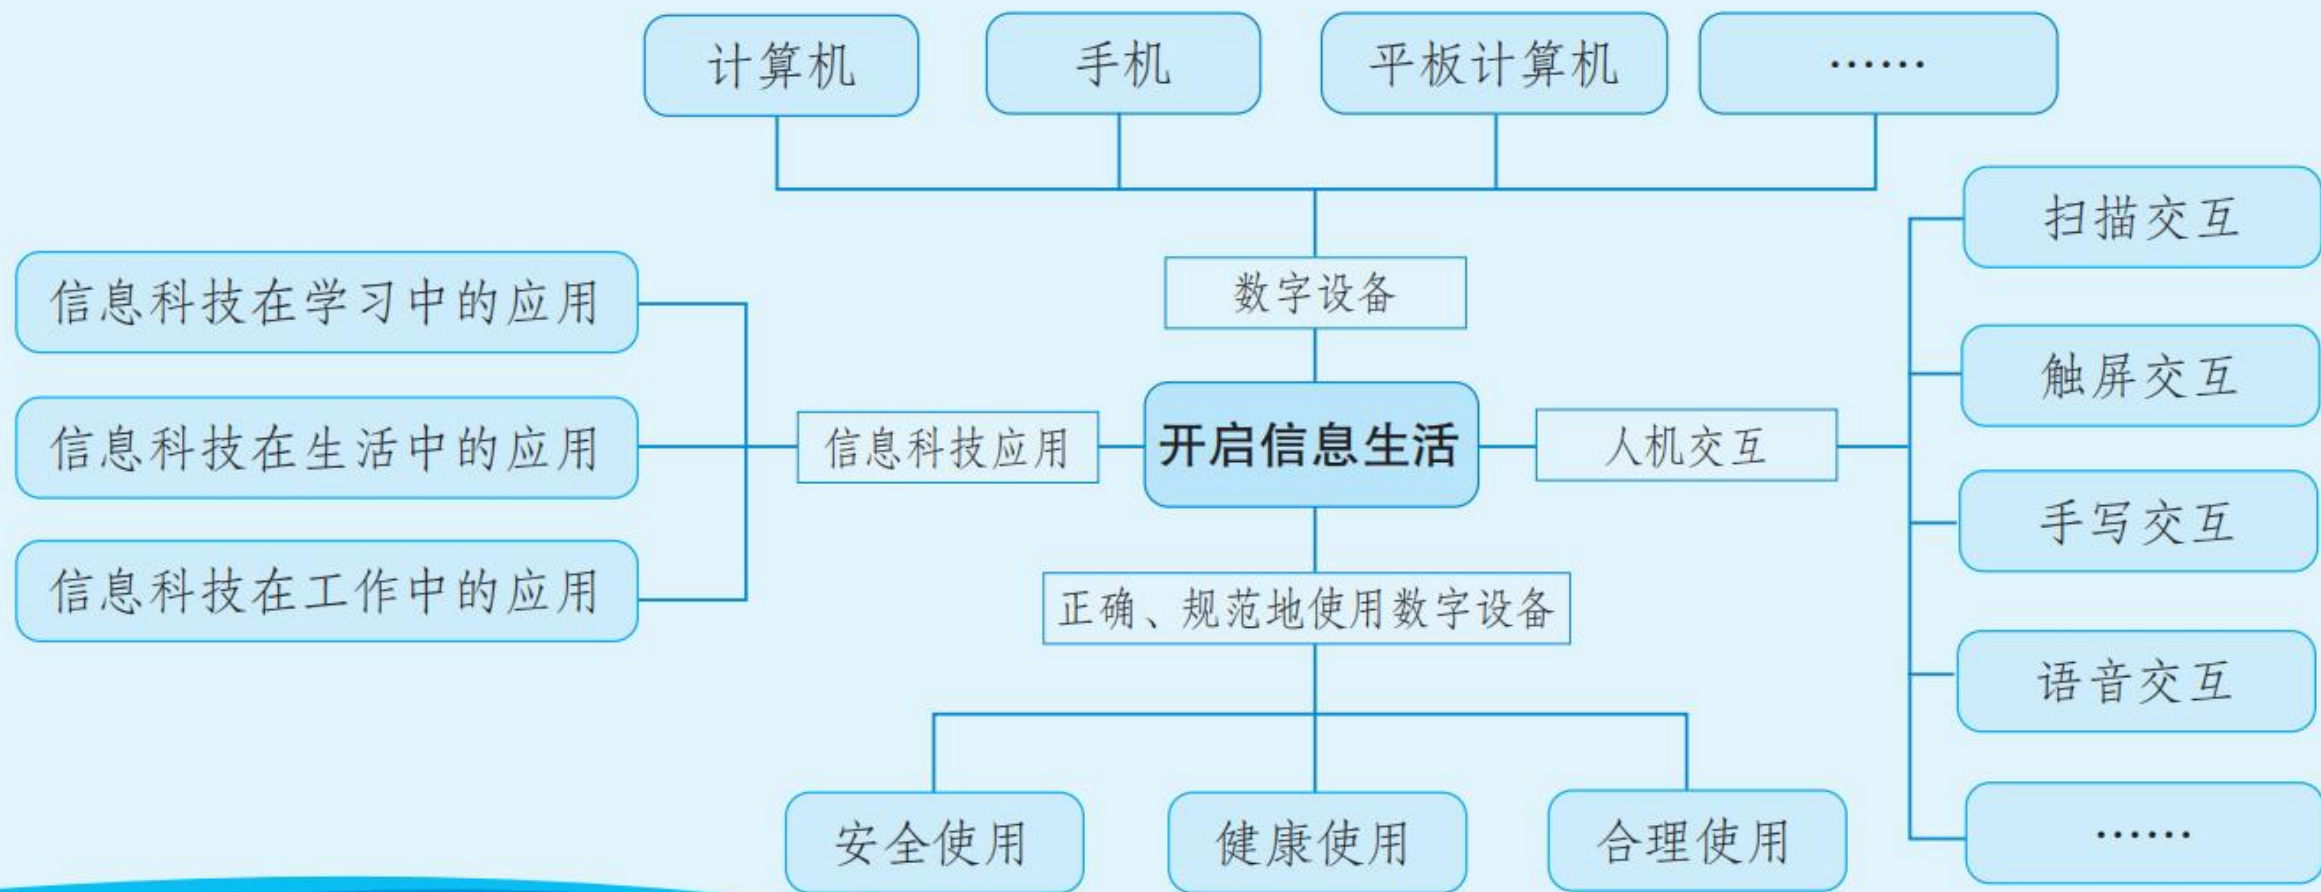 计算机
手机
平板计算机
……
数字设备
信息科技在学习中的应用
信息科技在生活中的应用
信息科技在工作中的应用
信息科技应用
开启信息生活
人机交互
扫描交互
触屏交互
手写交互
语音交互
……
正确、规范地使用数字设备
安全使用
健康使用
合理使用